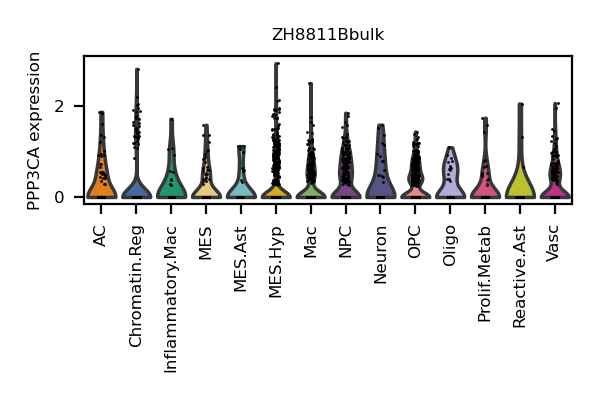 ZH8811Bbulk
PPP3CA expression
2
0
AC
Chromatin.Reg
Inflammatory.Mac
MES
MES.Ast
MES.Hyp
Mac
NPC
Neuron
OPC
Oligo
Prolif.Metab
Reactive.Ast
Vasc